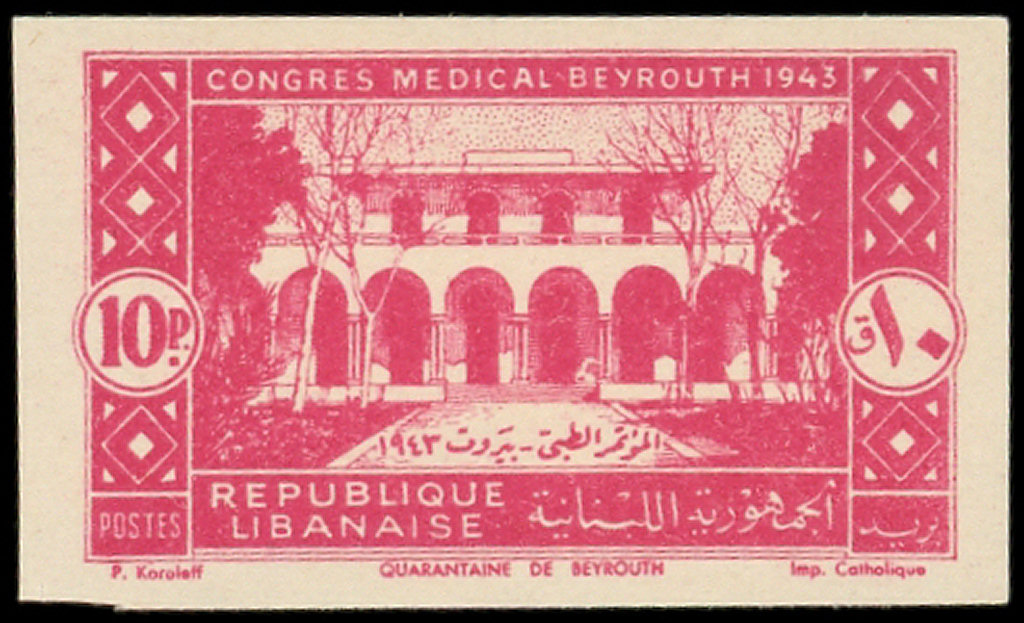 CONGRES MEDICAL BEYROUTH 1943
10P.
١٠ ق
المؤتمر الطبي - بيروت ١٩٤٣
REPUBLIQUE
LIBANAISE
الجمهورية اللبنانية
POSTES
بريد
P. Koroleff
QUARANTAINE DE BEYROUTH
Imp. Catholique